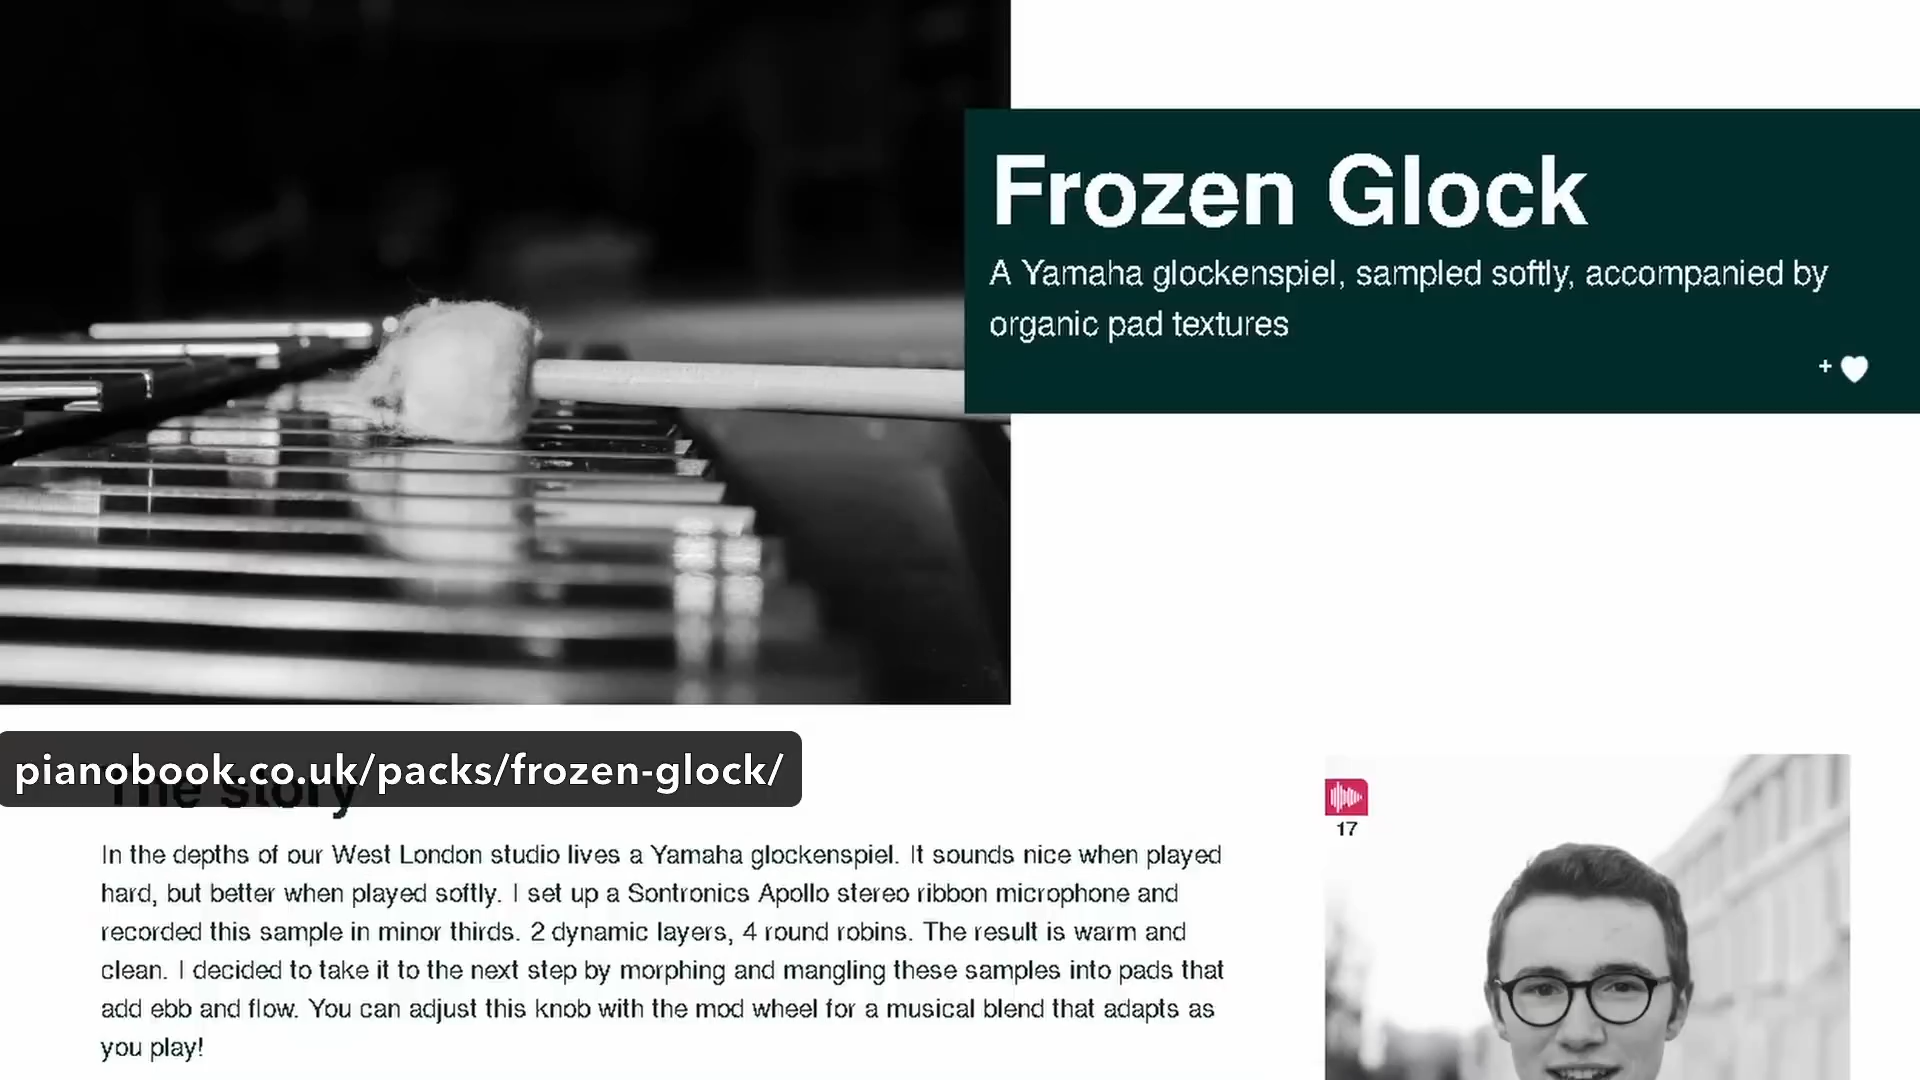 Frozen Glock
A Yamaha glockenspiel, sampled softly, accompanied by
organic pad textures
+
pianobook.co.uk/packs/frozen-glock/
The story
17
In the depths of our West London studio lives a Yamaha glockenspiel. It sounds nice when played
hard, but better when played softly. I set up a Sontronics Apollo stereo ribbon microphone and
recorded this sample in minor thirds. 2 dynamic layers, 4 round robins. The result is warm and
clean. I decided to take it to the next step by morphing and mangling these samples into pads that
add ebb and flow. You can adjust this knob with the mod wheel for a musical blend that adapts as
you play!